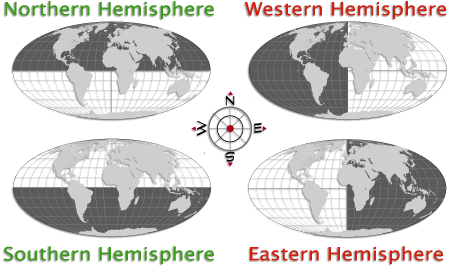 Northern Hemisphere
Western Hemisphere
N
W
E
S
Southern Hemisphere
Eastern Hemisphere